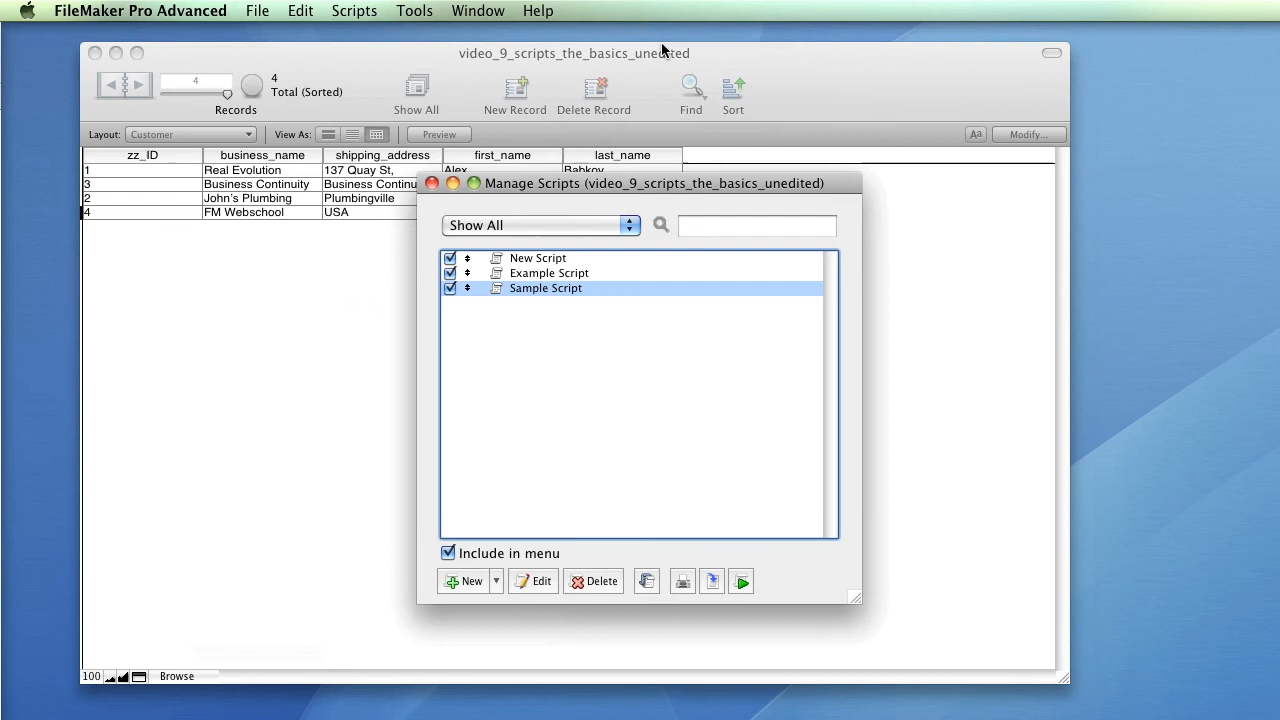 FileMaker Pro Advanced File Edit Scripts Tools Window Help
video_9_scripts_the_basics_unedited
4 4 Total (Sorted)
Records Show All New Record Delete Record Find Sort
Layout: Customer View As: Preview Aa Modify...
zz_ID business_name shipping_address first_name last_name
1 Real Evolution 137 Quay St, Alex Babkov
3 Business Continuity Business Continu
2 John's Plumbing Plumbingville
4 FM Webschool USA
Manage Scripts (video_9_scripts_the_basics_unedited)
Show All
New Script
Example Script
Sample Script
Include in menu
New Edit Delete
100 Browse